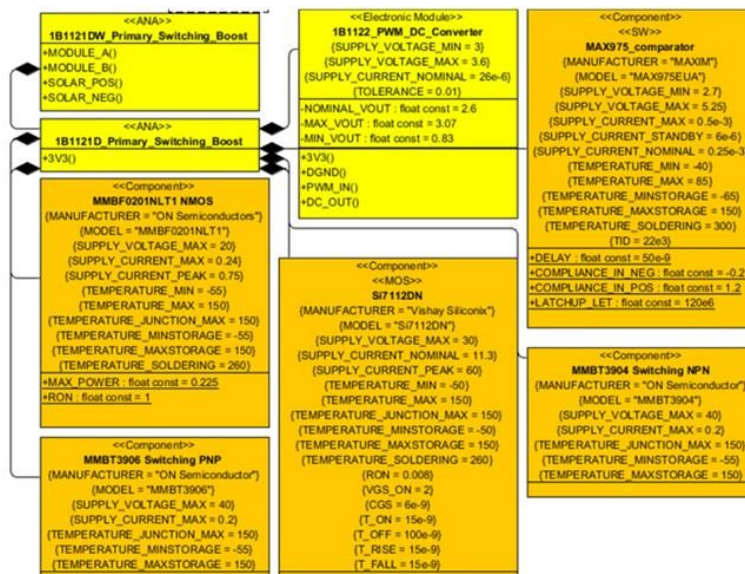 <<ANA>>
1B1121DW_Primary_Switching_Boost
+MODULE_A()
+MODULE_B()
+SOLAR_POS()
+SOLAR_NEG()
<<ANA>>
1B1121D_Primary_Switching_Boost
+3V3()
<<Component>>
MMBF0201NLT1 NMOS
{MANUFACTURER = "ON Semiconductors"}
{MODEL = "MMBF0201NLT1"}
{SUPPLY_VOLTAGE_MAX = 20}
{SUPPLY_CURRENT_MAX = 0.24}
{SUPPLY_CURRENT_PEAK = 0.75}
{TEMPERATURE_MIN = -55}
{TEMPERATURE_MAX = 150}
{TEMPERATURE_JUNCTION_MAX = 150}
{TEMPERATURE_MINSTORAGE = -55}
{TEMPERATURE_MAXSTORAGE = 150}
{TEMPERATURE_SOLDERING = 260}
+MAX_POWER : float const = 0.225
+RON : float const = 1
<<Component>>
MMBT3906 Switching PNP
{MANUFACTURER = "ON Semiconductor"}
{MODEL = "MMBT3906"}
{SUPPLY_VOLTAGE_MAX = 40}
{SUPPLY_CURRENT_MAX = 0.2}
{TEMPERATURE_JUNCTION_MAX = 150}
{TEMPERATURE_MINSTORAGE = -55}
{TEMPERATURE_MAXSTORAGE = 150}
<<Electronic Module>>
1B1122_PWM_DC_Converter
{SUPPLY_VOLTAGE_MIN = 3}
{SUPPLY_VOLTAGE_MAX = 3.6}
{SUPPLY_CURRENT_NOMINAL = 26e-6}
{TOLERANCE = 0.01}
-NOMINAL_VOUT : float const = 2.6
-MAX_VOUT : float const = 3.07
-MIN_VOUT : float const = 0.83
+3V3()
+DGND()
+PWM_IN()
+DC_OUT()
<<Component>>
<<MOS>>
Si7112DN
{MANUFACTURER = "Vishay Siliconix"}
{MODEL = "Si7112DN"}
{SUPPLY_VOLTAGE_MAX = 30}
{SUPPLY_CURRENT_NOMINAL = 11.3}
{SUPPLY_CURRENT_PEAK = 60}
{TEMPERATURE_MIN = -50}
{TEMPERATURE_MAX = 150}
{TEMPERATURE_JUNCTION_MAX = 150}
{TEMPERATURE_MINSTORAGE = -50}
{TEMPERATURE_MAXSTORAGE = 150}
{TEMPERATURE_SOLDERING = 260}
{RON = 0.008}
{VGS_ON = 2}
{CGS = 6e-9}
{T_ON = 15e-9}
{T_OFF = 100e-9}
{T_RISE = 15e-9}
{T_FALL = 15e-9}
<<Component>>
<<SW>>
MAX975_comparator
{MANUFACTURER = "MAXIM"}
{MODEL = "MAX975EUA"}
{SUPPLY_VOLTAGE_MIN = 2.7}
{SUPPLY_VOLTAGE_MAX = 5.25}
{SUPPLY_CURRENT_MAX = 0.5e-3}
{SUPPLY_CURRENT_STANDBY = 6e-6}
{SUPPLY_CURRENT_NOMINAL = 0.25e-3}
{TEMPERATURE_MIN = -40}
{TEMPERATURE_MAX = 85}
{TEMPERATURE_MINSTORAGE = -65}
{TEMPERATURE_MAXSTORAGE = 150}
{TEMPERATURE_SOLDERING = 300}
{TID = 22e3}
+DELAY : float const = 50e-9
+COMPLIANCE_IN_NEG : float const = -0.2
+COMPLIANCE_IN_POS : float const = 1.2
+LATCHUP_LET : float const = 120e6
<<Component>>
MMBT3904 Switching NPN
{MANUFACTURER = "ON Semiconductor"}
{MODEL = "MMBT3904"}
{SUPPLY_VOLTAGE_MAX = 40}
{SUPPLY_CURRENT_MAX = 0.2}
{TEMPERATURE_JUNCTION_MAX = 150}
{TEMPERATURE_MINSTORAGE = -55}
{TEMPERATURE_MAXSTORAGE = 150}